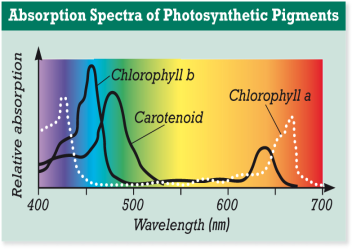 Absorption Spectra of Photosynthetic Pigments
Chlorophyll b
Chlorophyll a
Carotenoid
Relative absorption
400 500 600 700
Wavelength (nm)